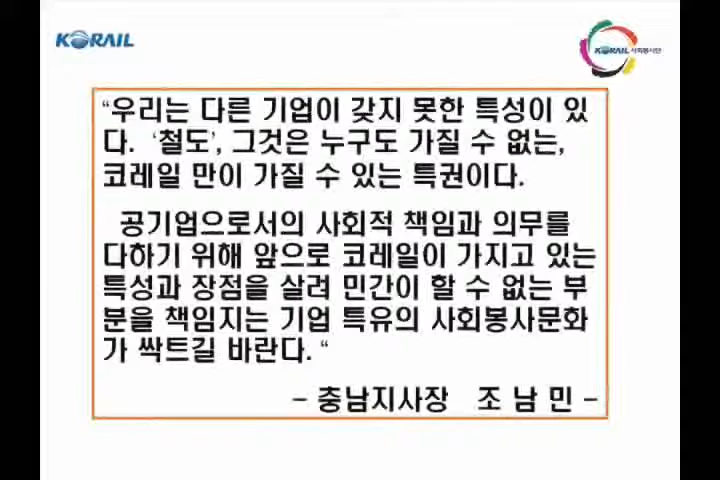 KORAIL
KORAIL 사회봉사단
“우리는 다른 기업이 갖지 못한 특성이 있
다. ‘철도’, 그것은 누구도 가질 수 없는,
코레일 만이 가질 수 있는 특권이다.
공기업으로서의 사회적 책임과 의무를
다하기 위해 앞으로 코레일이 가지고 있는
특성과 장점을 살려 민간이 할 수 없는 부
분을 책임지는 기업 특유의 사회봉사문화
가 싹트길 바란다. “
- 충남지사장 조 남 민 -